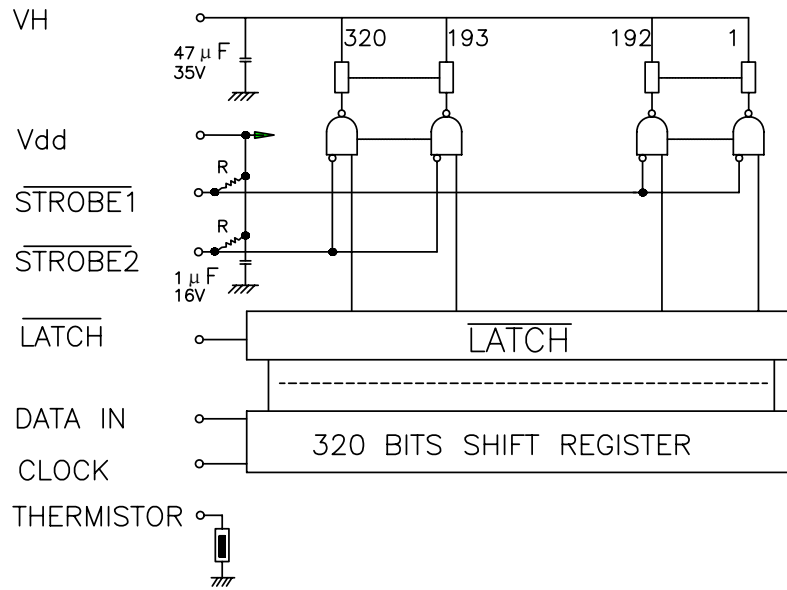 VH
320 193 192 1
47 μF
35V
Vdd
R
STROBE1
R
STROBE2
1 μF
16V
LATCH
LATCH
DATA IN
320 BITS SHIFT REGISTER
CLOCK
THERMISTOR